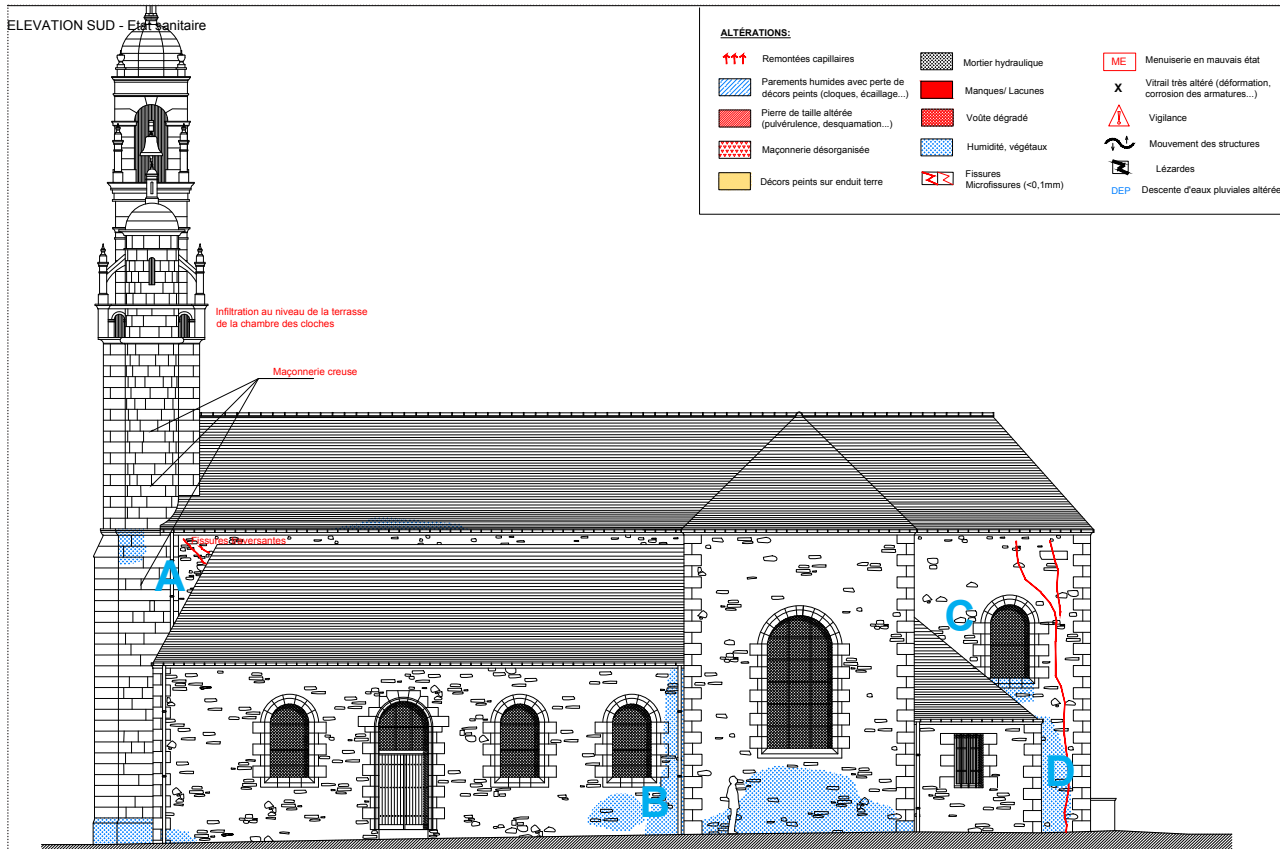 ELEVATION SUD - Etat sanitaire
ALTÉRATIONS:
Remontées capillaires
Parements humides avec perte de
décors peints (cloques, écaillage...)
Pierre de taille altérée
(pulvérulence, desquamation...)
Maçonnerie désorganisée
Décors peints sur enduit terre
Mortier hydraulique
Manques/ Lacunes
Voûte dégradé
Humidité, végétaux
Fissures
Microfissures (<0,1mm)
ME
Menuiserie en mauvais état
X
Vitrail très altéré (déformation,
corrosion des armatures...)
Vigilance
Mouvement des structures
Lézardes
DEP
Descente d'eaux pluviales altérée
Infiltration au niveau de la terrasse
de la chambre des cloches
Maçonnerie creuse
Fissures traversantes
A
C
D
B